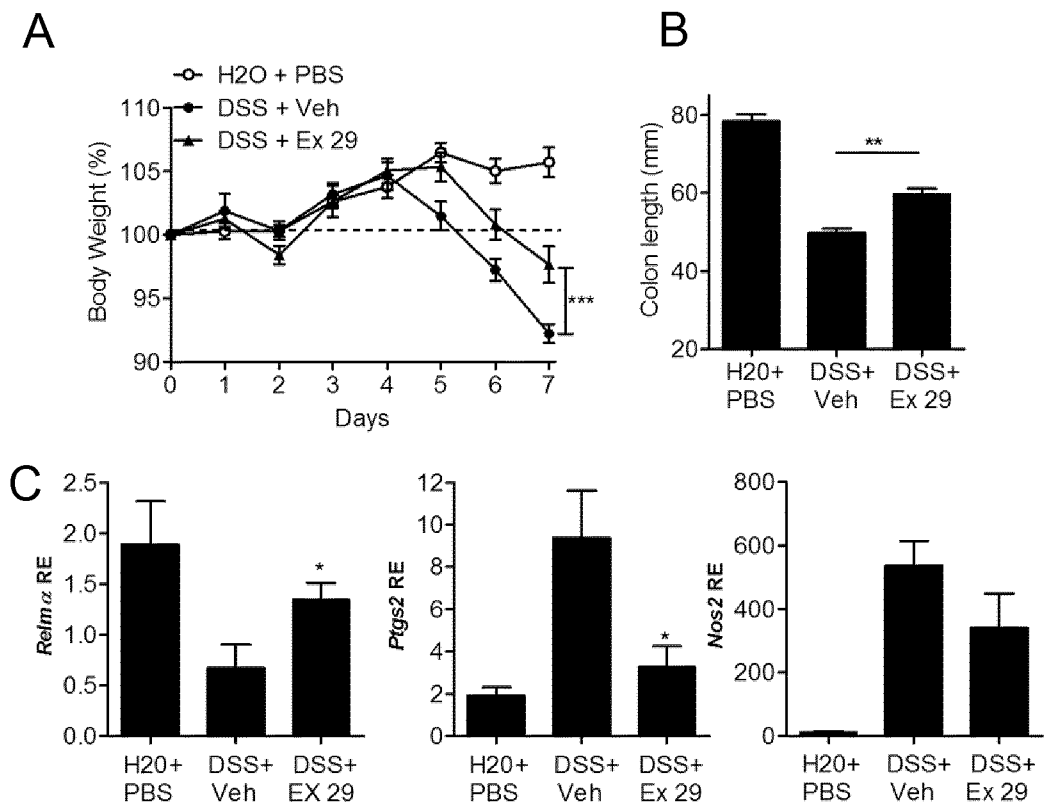 A
H2O + PBS
DSS + Veh
DSS + Ex 29
110
105
100
95
90
Body Weight (%)
0 1 2 3 4 5 6 7
Days
***
B
80
60
40
20
Colon length (mm)
**
H20+ PBS
DSS+ Veh
DSS+ Ex 29
C
2.5
2.0
1.5
1.0
0.5
0.0
Relm α RE
*
H20+ PBS
DSS+ Veh
DSS+ EX 29
12
10
8
6
4
2
0
Ptgs2 RE
*
H20+ PBS
DSS+ Veh
DSS+ Ex 29
800
600
400
200
0
Nos2 RE
H20+ PBS
DSS+ Veh
DSS+ Ex 29